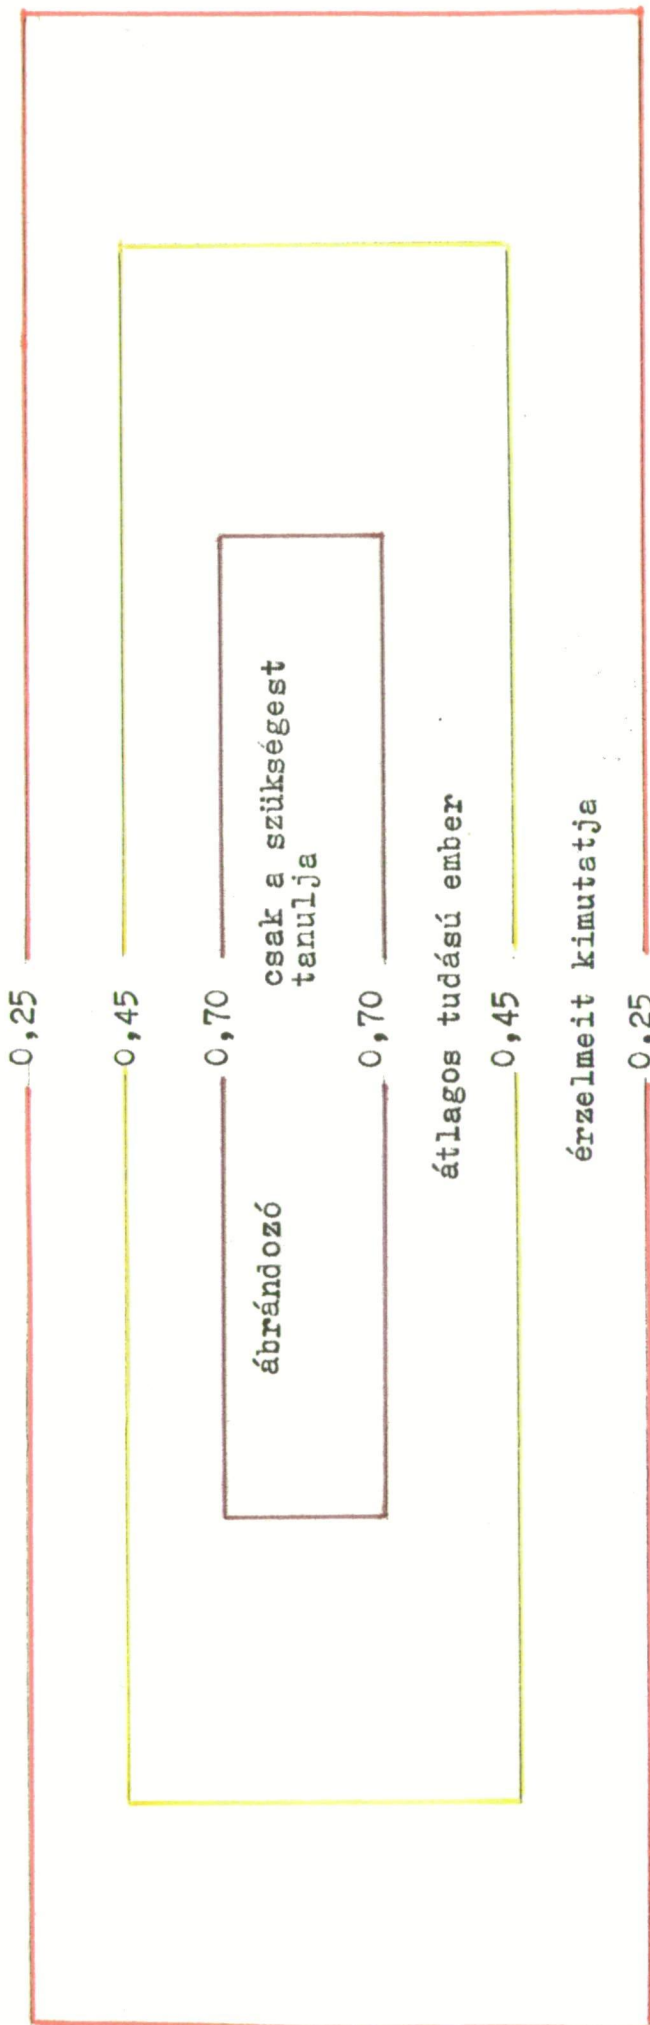 0,25
0,45
0,70
ábrándozó
csak a szükségest
tanulja
0,70
átlagos tudású ember
0,45
érzelmeit kimutatja
0,25